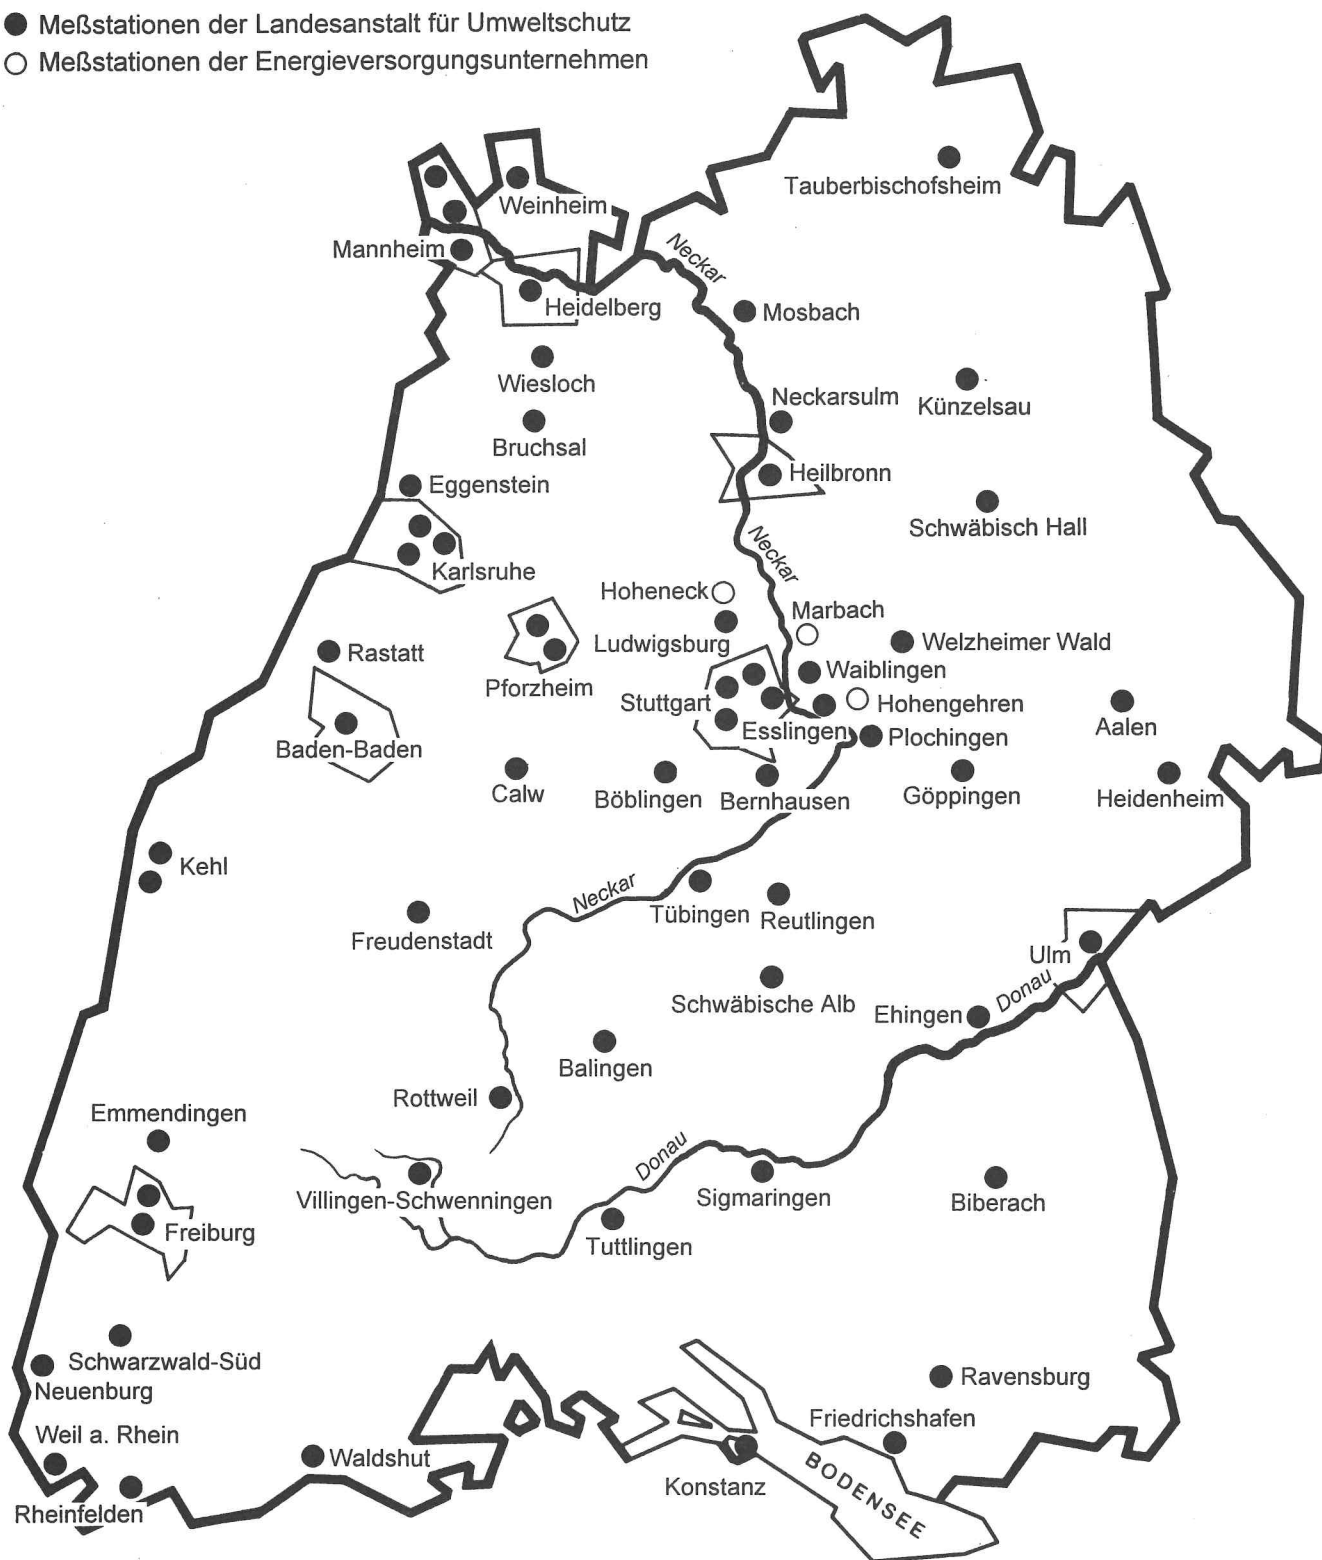 Meßstationen der Landesanstalt für Umweltschutz
Meßstationen der Energieversorgungsunternehmen
Tauberbischofsheim
Weinheim
Mannheim
Neckar
Heidelberg
Mosbach
Wiesloch
Neckarsulm
Künzelsau
Bruchsal
Heilbronn
Eggenstein
Schwäbisch Hall
Neckar
Karlsruhe
Hoheneck
Marbach
Ludwigsburg
Welzheimer Wald
Rastatt
Waiblingen
Pforzheim
Stuttgart
Hohengehren
Esslingen
Aalen
Plochingen
Baden-Baden
Calw
Böblingen
Bernhausen
Göppingen
Heidenheim
Kehl
Neckar
Tübingen
Reutlingen
Freudenstadt
Ulm
Donau
Schwäbische Alb
Ehingen
Balingen
Rottweil
Emmendingen
Donau
Villingen-Schwenningen
Sigmaringen
Biberach
Freiburg
Tuttlingen
Schwarzwald-Süd
Neuenburg
Ravensburg
Friedrichshafen
Weil a. Rhein
Waldshut
Konstanz
BODENSEE
Rheinfelden